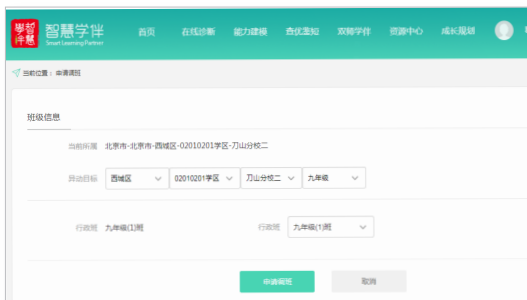 學習伴慧 智慧学伴 首页 在线诊断 能力建模 查优重知 双师学伴 资源中心 成长规划
Smart Learning Partner
当前位置： 申请调班
班级信息
当前所属 北京市-北京市-西城区-02010201学区-刀山分校二
异动目标 西城区 02010201学区 刀山分校二 九年级
行政班 九年级(1)班 行政班 九年级(1)班
申请调班 取消